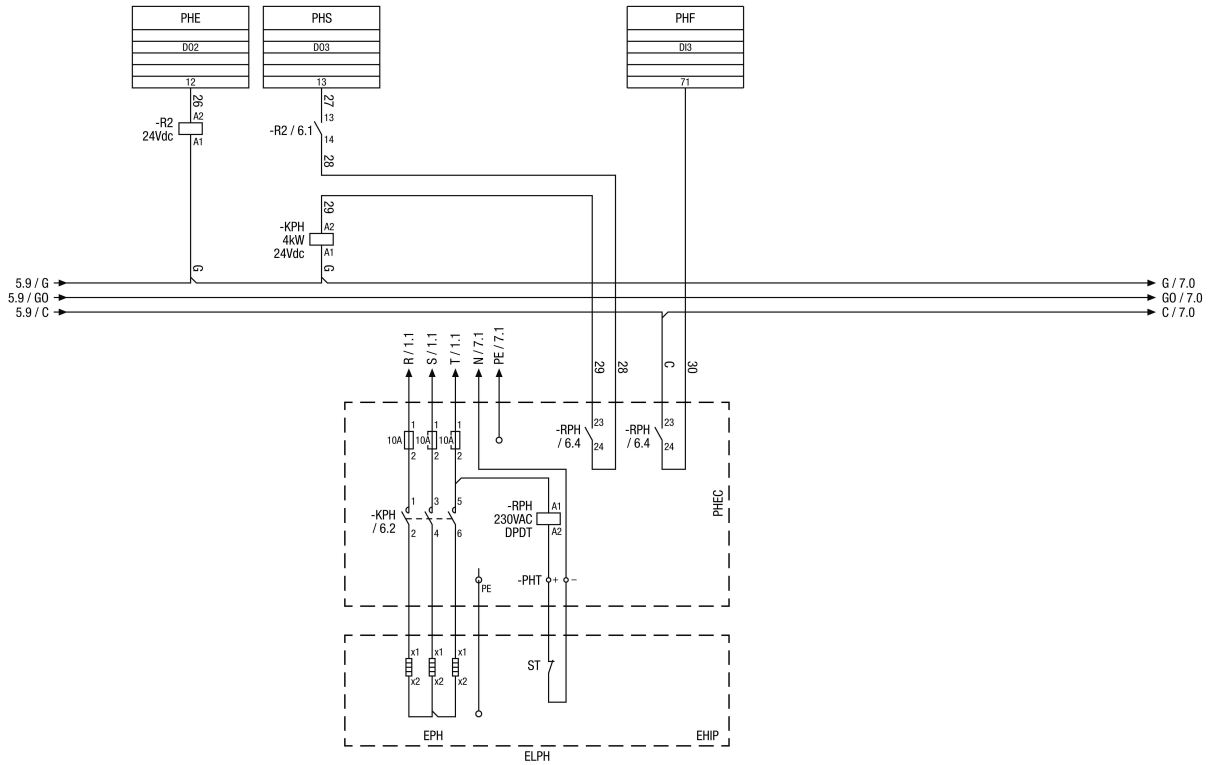 PHE
DO2
12
PHS
DO3
13
PHF
DI3
71
26
-R2
24Vdc
A2
A1
27
-R2 / 6.1
13
14
28
29
-KPH
4kW
24Vdc
A2
A1
G
G
5.9 / G
5.9 / GO
5.9 / C
G / 7.0
GO / 7.0
C / 7.0
R / 1.1
S / 1.1
T / 1.1
N / 7.1
PE / 7.1
29
28
C
30
10A
1
2
10A
1
2
10A
1
2
-RPH
/ 6.4
23
24
-RPH
/ 6.4
23
24
-KPH
/ 6.2
1
2
3
4
5
6
-RPH
230VAC
DPDT
A1
A2
PHEC
-PHT
+
–
PE
x1
x2
x1
x2
x1
x2
ST
EPH
EHIP
ELPH